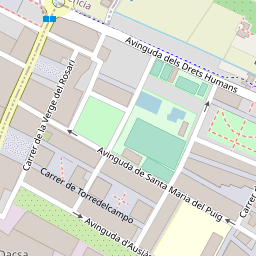 Avinguda dels Drets Humans
Carrer de la Verge del Rosari
Avinguda de Santa Maria del Puig
Carrer de Torredelcampo
Avinguda d'Ausiàs
Dacsa